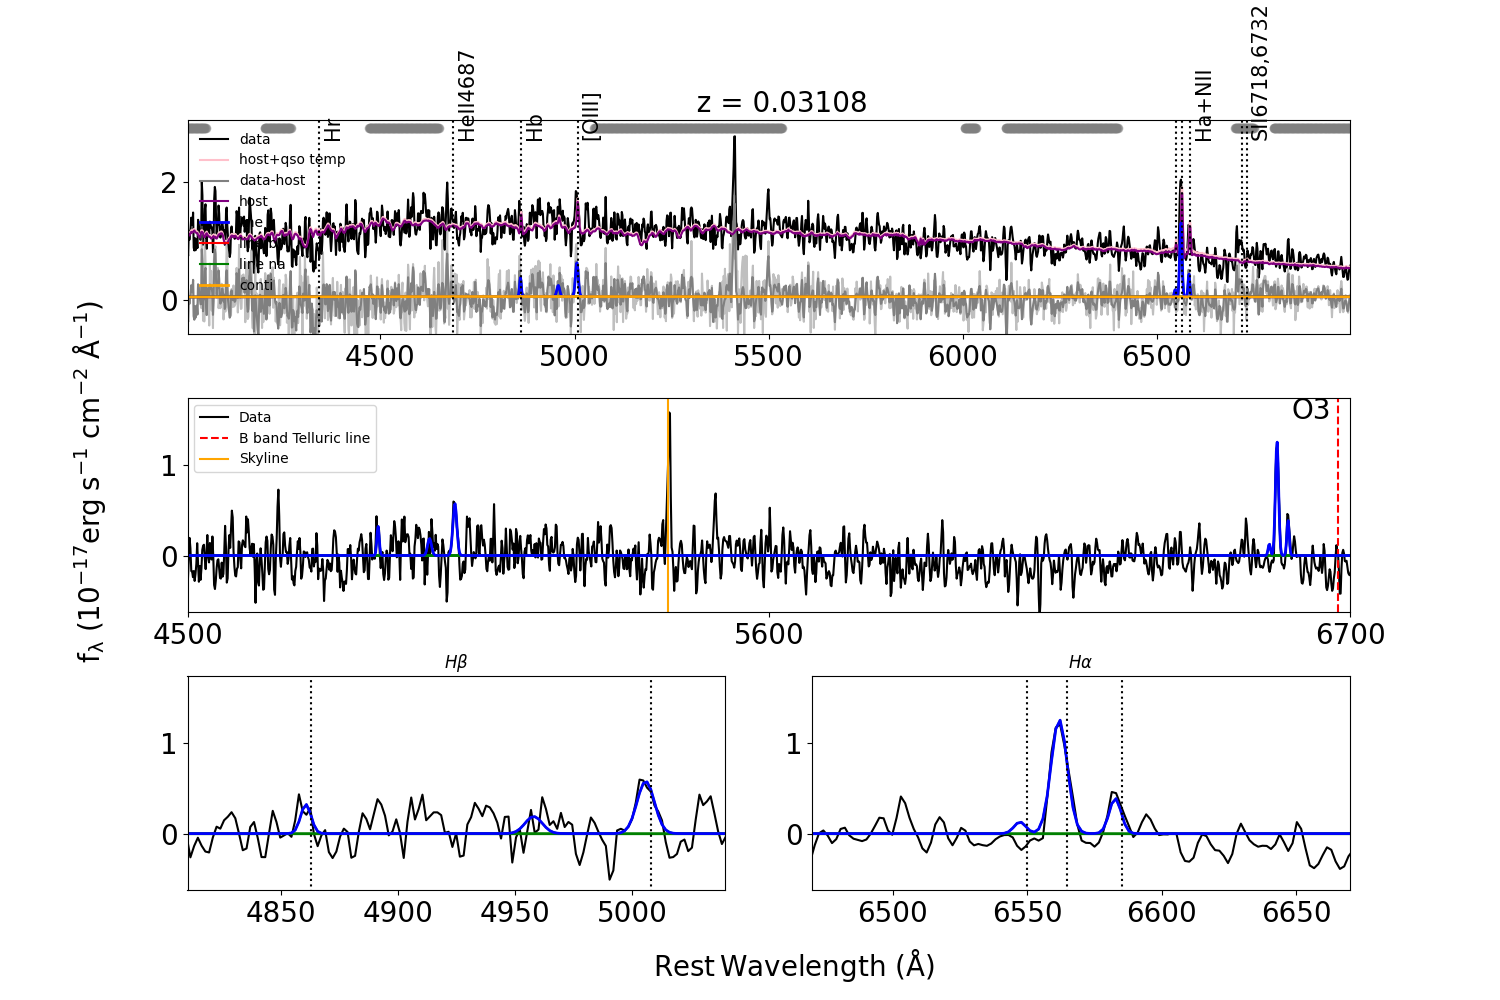 z = 0.03108
Hr
HeII4687
Hb
[OIII]
Ha+NII
SII6718,6732
data
host+qso temp
data-host
host
line na
conti
2
0
4500 5000 5500 6000 6500
fλ (10−17erg s−1 cm−2 Å−1)
Data
B band Telluric line
Skyline
O3
1
0
4500 5600 6700
Hβ
Hα
1
0
4850 4900 4950 5000
1
0
6500 6550 6600 6650
Rest Wavelength (Å)